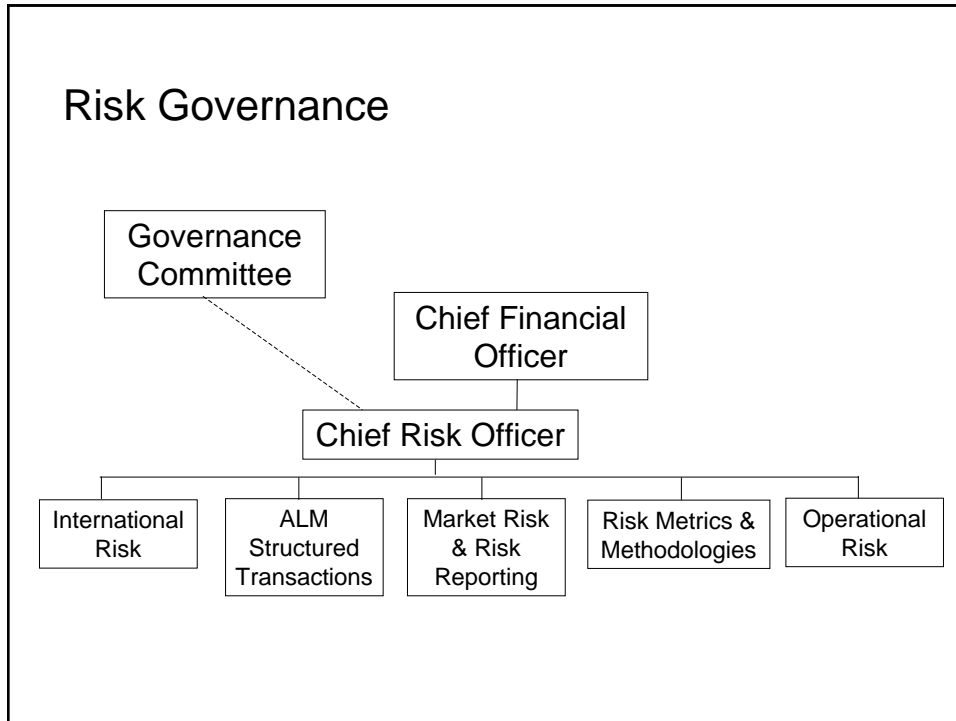 Risk Governance
Governance
Committee
Chief Financial
Officer
Chief Risk Officer
International
Risk
ALM
Structured
Transactions
Market Risk
& Risk
Reporting
Risk Metrics &
Methodologies
Operational
Risk